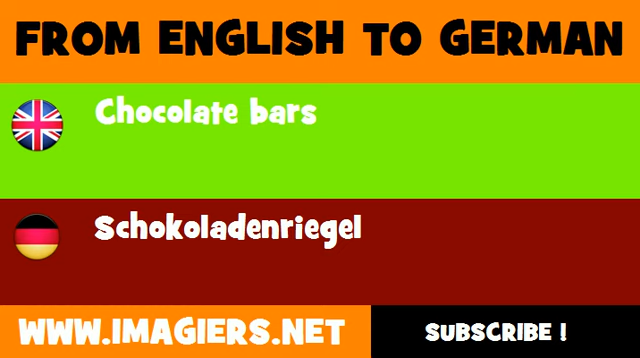 FROM ENGLISH TO GERMAN
Chocolate bars
Schokoladenriegel
WWW.IMAGIERS.NET
SUBSCRIBE !